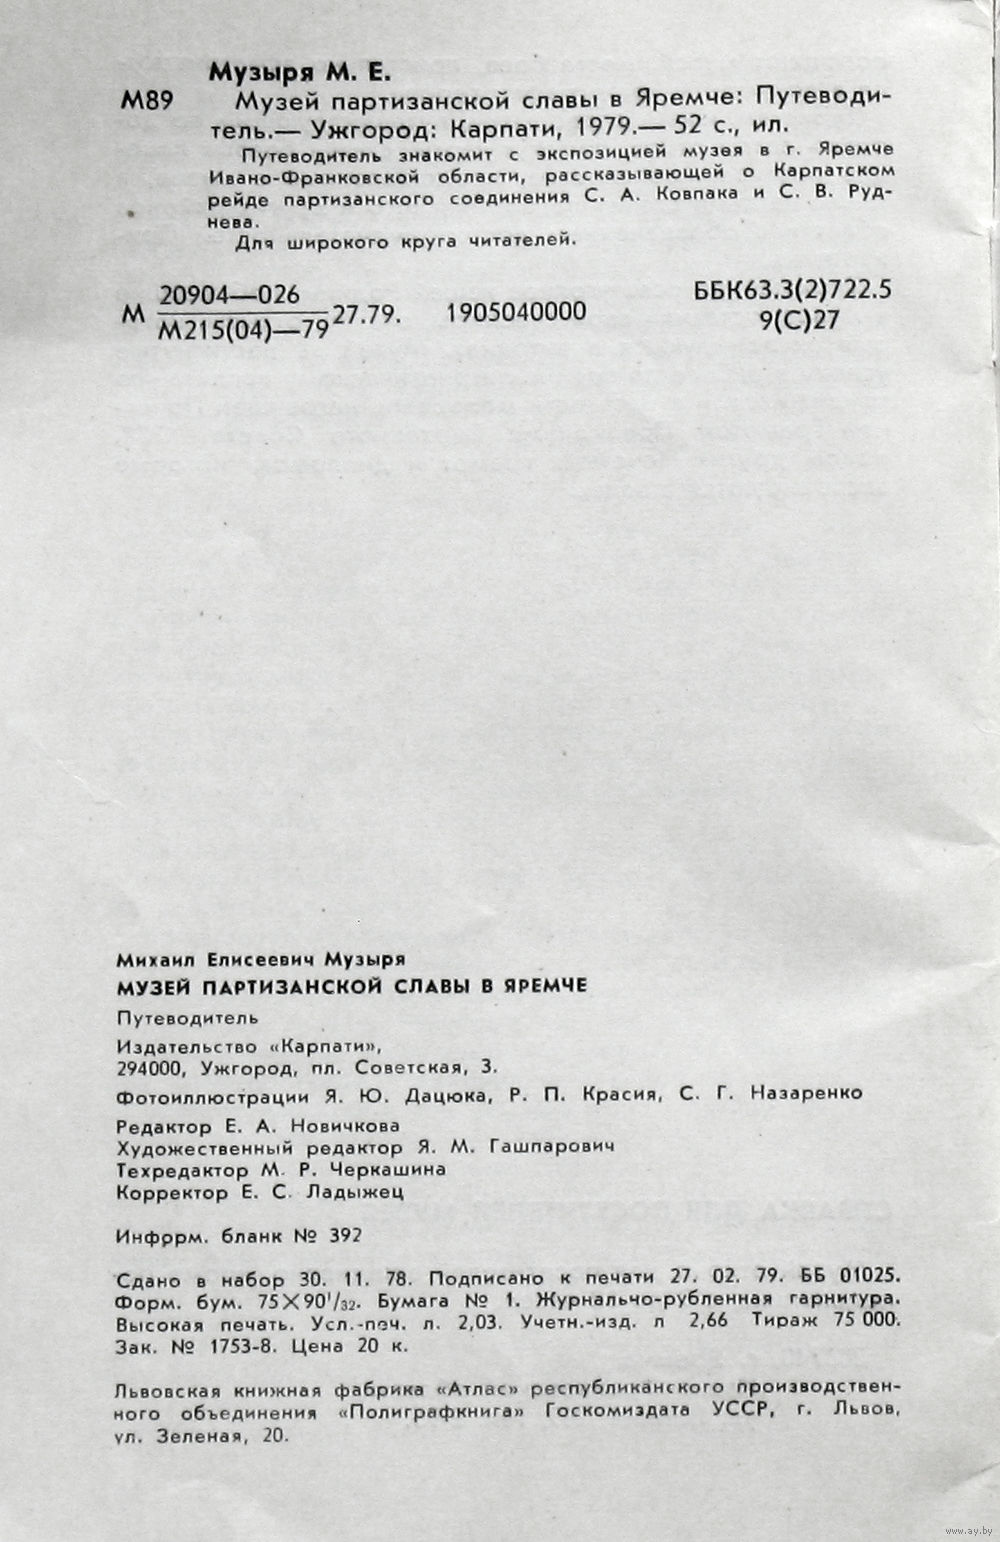 Музыря М. Е.
М89 Музей партизанской славы в Яремче: Путеводи-
тель.— Ужгород: Карпати, 1979.— 52 с., ил.
Путеводитель знакомит с экспозицией музея в г. Яремче
Ивано-Франковской области, рассказывающей о Карпатском
рейде партизанского соединения С. А. Ковпака и С. В. Руд-
нева.
Для широкого круга читателей.
20904—026
М 27.79. 1905040000
М215(04)—79
ББК63.3(2)722.5
9(С)27
Михаил Елисеевич Музыря
МУЗЕЙ ПАРТИЗАНСКОЙ СЛАВЫ В ЯРЕМЧЕ
Путеводитель
Издательство «Карпати»,
294000, Ужгород, пл. Советская, 3.
Фотоиллюстрации Я. Ю. Дацюка, Р. П. Красия, С. Г. Назаренко
Редактор Е. А. Новичкова
Художественный редактор Я. М. Гашпарович
Техредактор М. Р. Черкашина
Корректор Е. С. Ладыжец
Информ. бланк № 392
Сдано в набор 30. 11. 78. Подписано к печати 27. 02. 79. ББ 01025.
Форм. бум. 75×90¹/₃₂. Бумага № 1. Журнально-рубленная гарнитура.
Высокая печать. Усл.-печ. л. 2,03. Учетн.-изд. л 2,66 Тираж 75 000.
Зак. № 1753-8. Цена 20 к.
Львовская книжная фабрика «Атлас» республиканского производствен-
ного объединения «Полиграфкнига» Госкомиздата УССР, г. Львов,
ул. Зеленая, 20.
www.ay.by